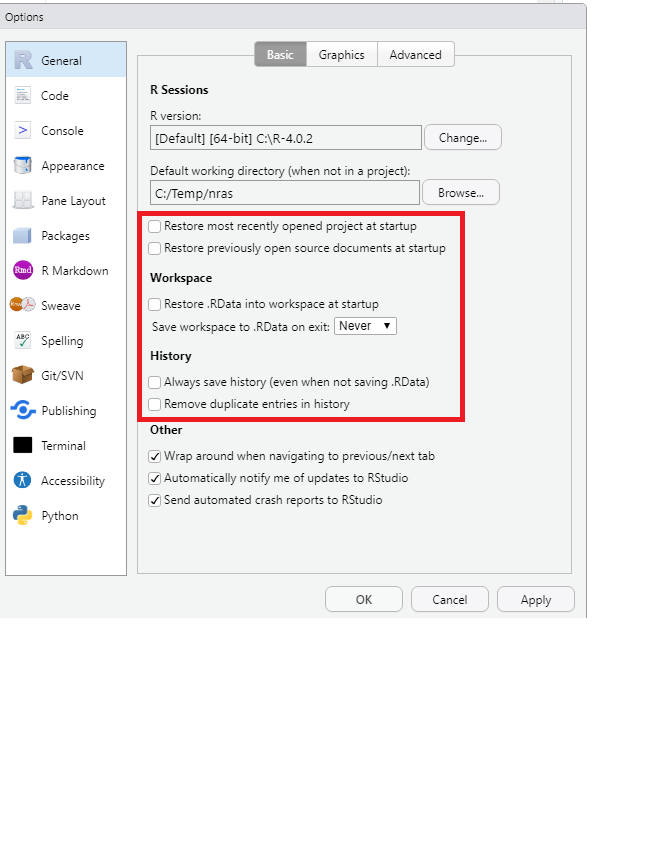 Options
General
Code
Console
Appearance
Pane Layout
Packages
Rmd R Markdown
Sweave
ABC Spelling
Git/SVN
Publishing
Terminal
Accessibility
Python
Basic Graphics Advanced
R Sessions
R version:
[Default] [64-bit] C:\R-4.0.2 Change...
Default working directory (when not in a project):
C:/Temp/nras Browse...
Restore most recently opened project at startup
Restore previously open source documents at startup
Workspace
Restore .RData into workspace at startup
Save workspace to .RData on exit: Never
History
Always save history (even when not saving .RData)
Remove duplicate entries in history
Other
Wrap around when navigating to previous/next tab
Automatically notify me of updates to RStudio
Send automated crash reports to RStudio
OK Cancel Apply